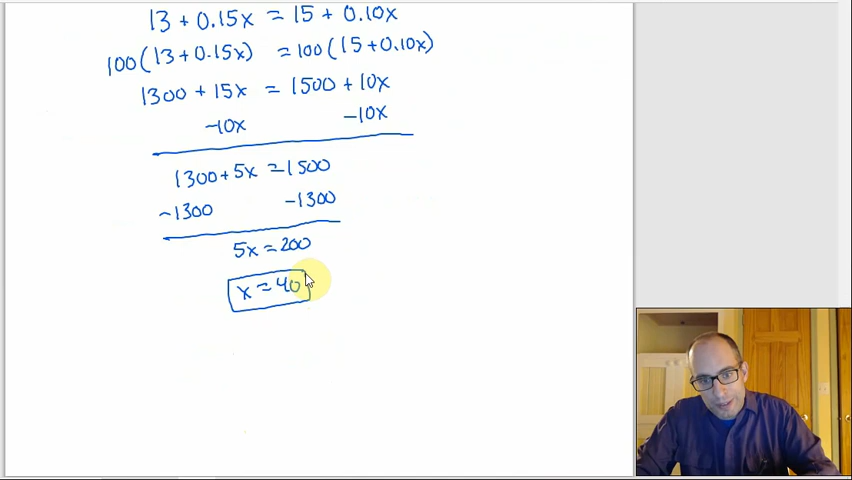 13 + 0.15x = 15 + 0.10x
100(13+0.15x) = 100(15+0.10x)
1300 + 15x = 1500 + 10x
-10x -10x
1300+5x = 1500
-1300 -1300
5x = 200
x = 40